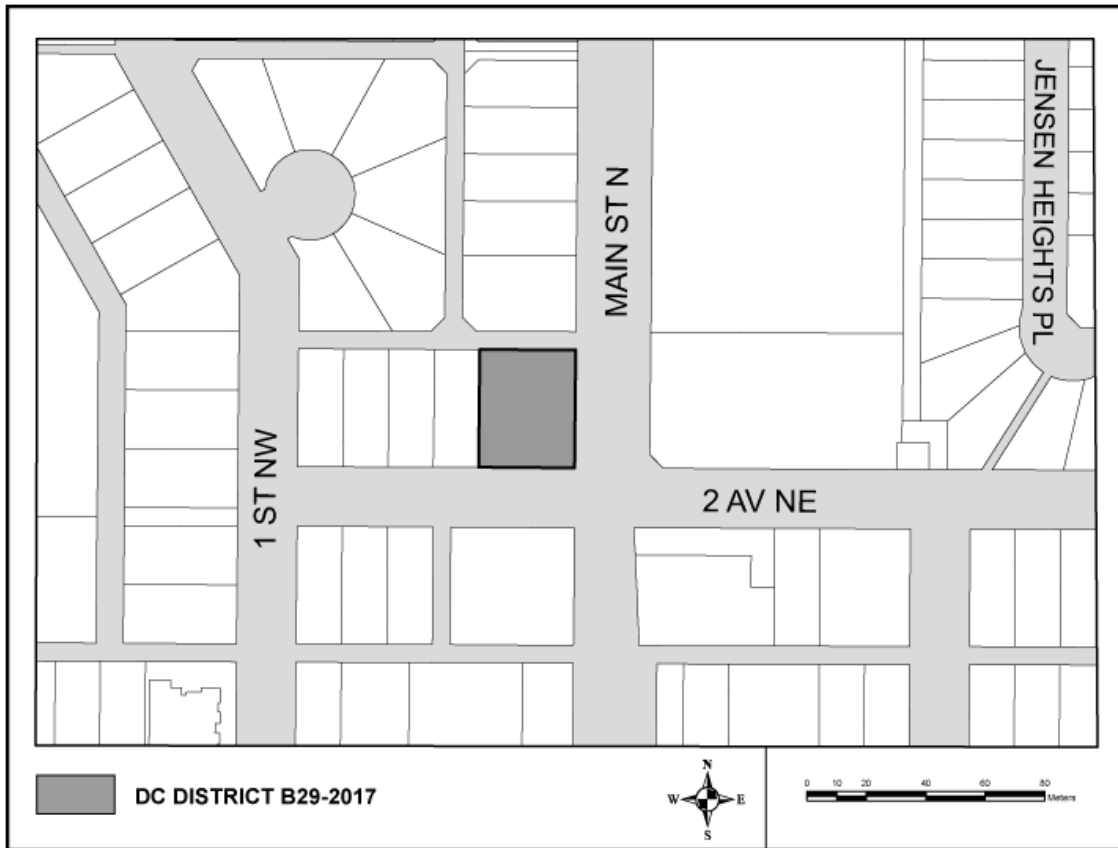 JENSEN HEIGHTS PL
MAIN ST N
1 ST NW
2 AV NE
DC DISTRICT B29-2017
N
W E
S
0 10 20 40 60 80
Meters